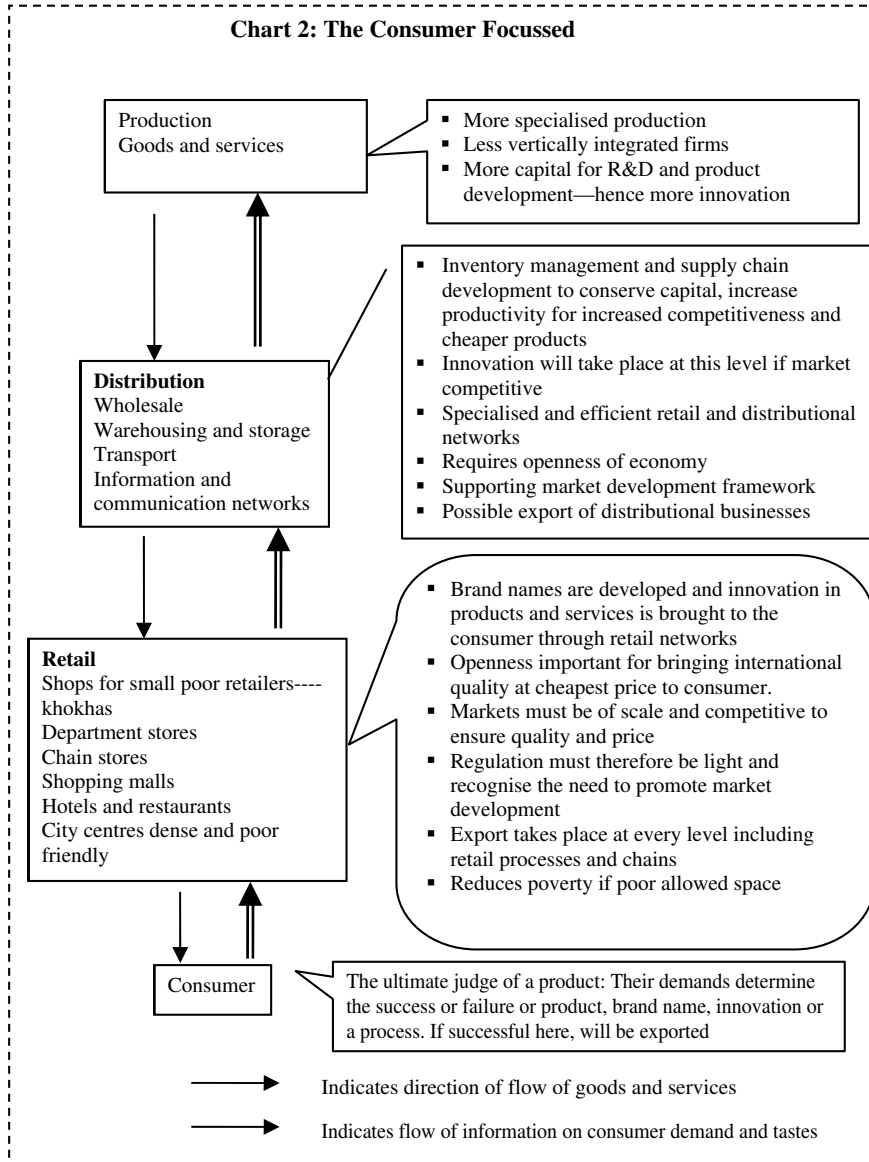 Chart 2: The Consumer Focussed
Production
Goods and services
▪ More specialised production
▪ Less vertically integrated firms
▪ More capital for R&D and product
development—hence more innovation
▪ Inventory management and supply chain
development to conserve capital, increase
productivity for increased competitiveness and
cheaper products
▪ Innovation will take place at this level if market
competitive
▪ Specialised and efficient retail and distributional
networks
▪ Requires openness of economy
▪ Supporting market development framework
▪ Possible export of distributional businesses
Distribution
Wholesale
Warehousing and storage
Transport
Information and
communication networks
▪ Brand names are developed and innovation in
products and services is brought to the
consumer through retail networks
▪ Openness important for bringing international
quality at cheapest price to consumer.
▪ Markets must be of scale and competitive to
ensure quality and price
▪ Regulation must therefore be light and
recognise the need to promote market
development
▪ Export takes place at every level including
retail processes and chains
▪ Reduces poverty if poor allowed space
Retail
Shops for small poor retailers----
khokhas
Department stores
Chain stores
Shopping malls
Hotels and restaurants
City centres dense and poor
friendly
Consumer
The ultimate judge of a product: Their demands determine
the success or failure or product, brand name, innovation or
a process. If successful here, will be exported
Indicates direction of flow of goods and services
Indicates flow of information on consumer demand and tastes